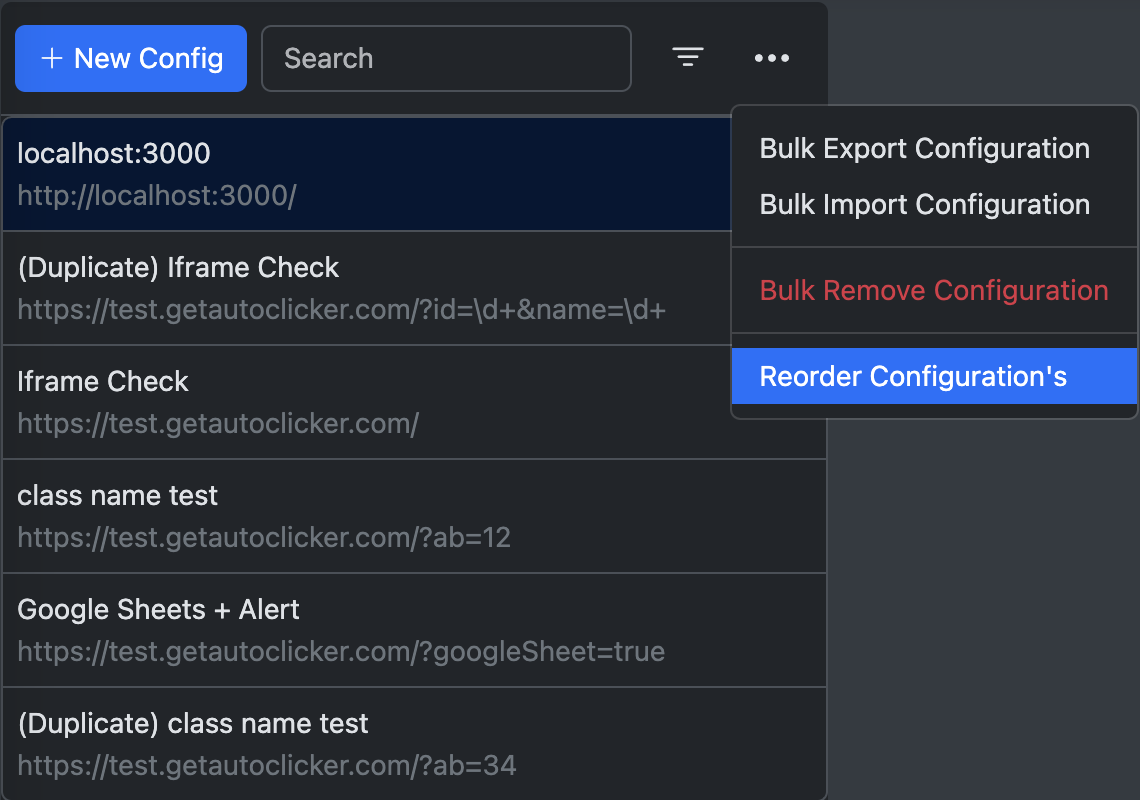 + New Config
Search
localhost:3000
http://localhost:3000/
(Duplicate) Iframe Check
https://test.getautoclicker.com/?id=\d+&name=\d+
Iframe Check
https://test.getautoclicker.com/
class name test
https://test.getautoclicker.com/?ab=12
Google Sheets + Alert
https://test.getautoclicker.com/?googleSheet=true
(Duplicate) class name test
https://test.getautoclicker.com/?ab=34
Bulk Export Configuration
Bulk Import Configuration
Bulk Remove Configuration
Reorder Configuration's